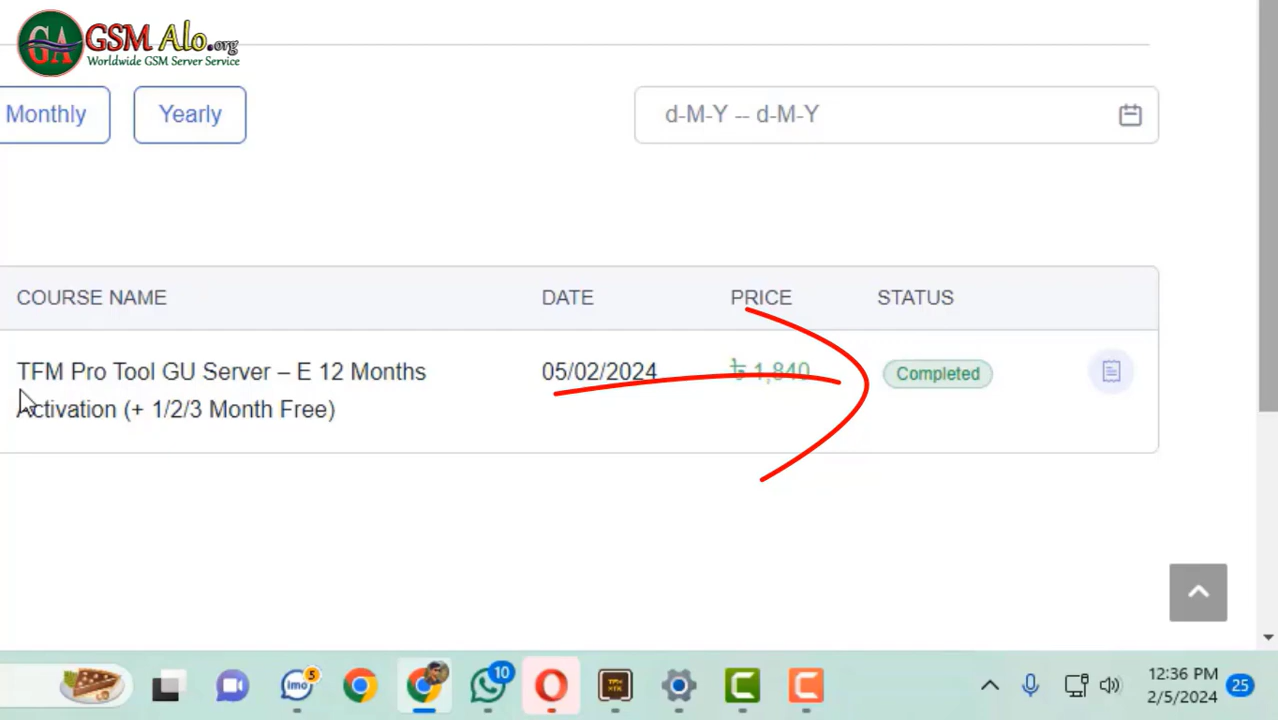 GA GSM Alo.org
Worldwide GSM Server Service
Monthly
Yearly
d-M-Y -- d-M-Y
COURSE NAME DATE PRICE STATUS
TFM Pro Tool GU Server – E 12 Months 05/02/2024 ৳ 1,840 Completed
Activation (+ 1/2/3 Month Free)
imo 5
10
12:36 PM
2/5/2024 25